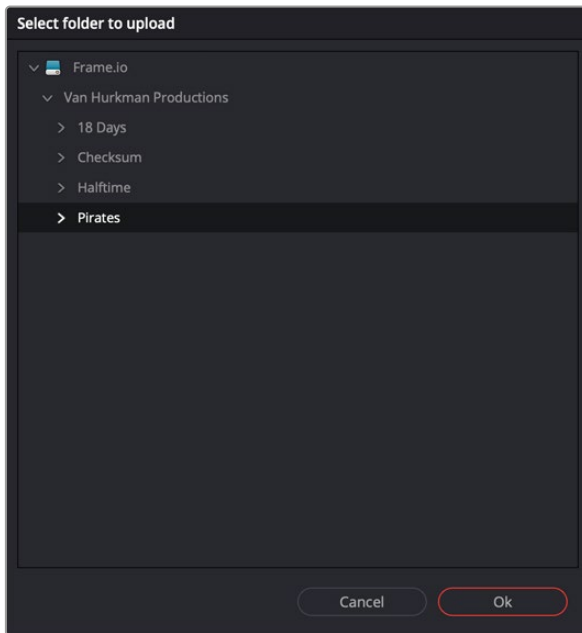 Select folder to upload
Frame.io
Van Hurkman Productions
18 Days
Checksum
Halftime
Pirates
Cancel
Ok